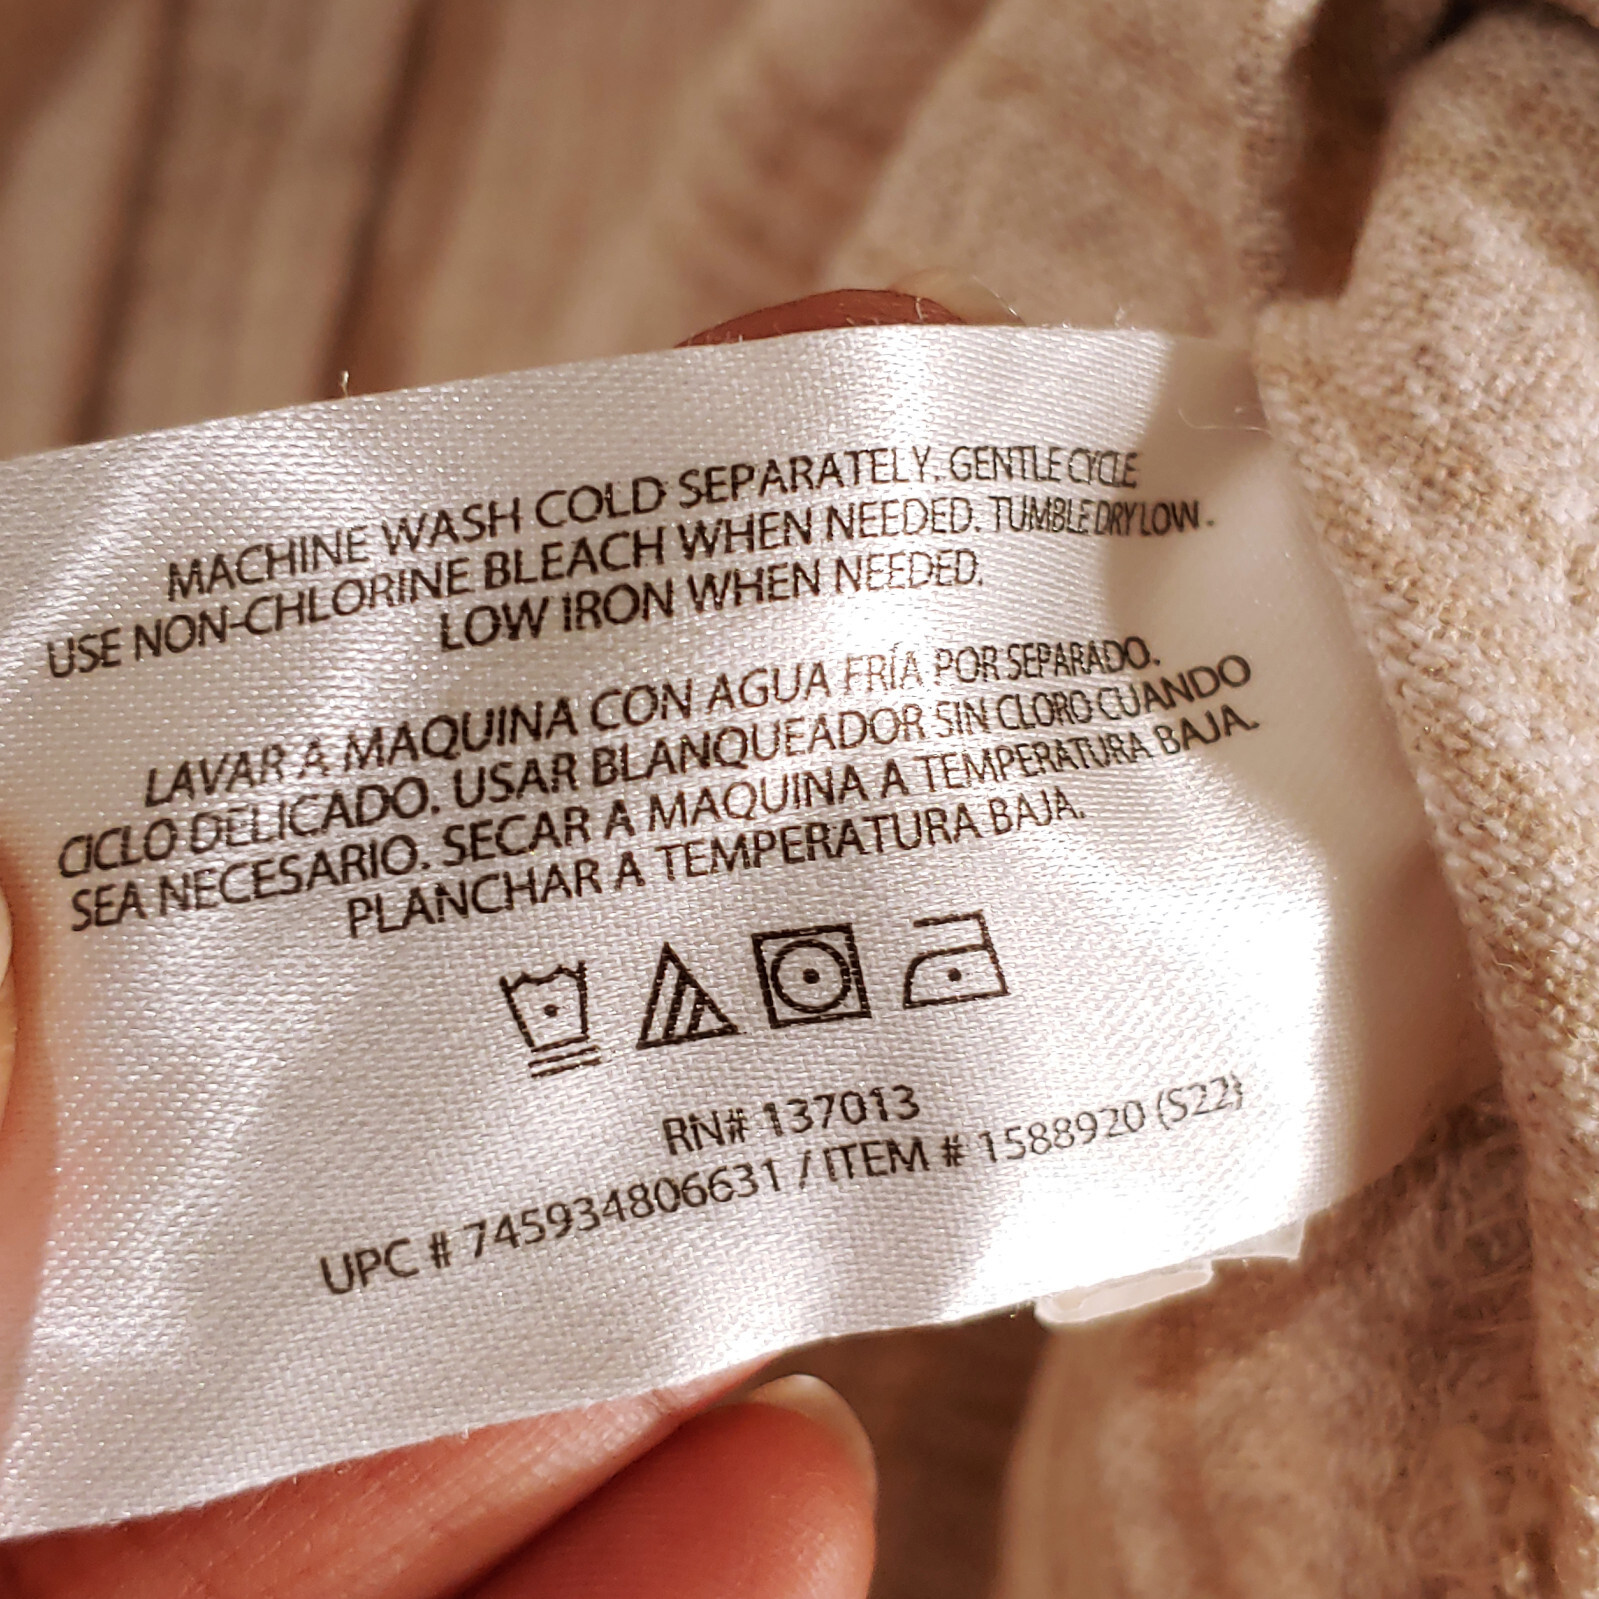 MACHINE WASH COLD SEPARATELY. GENTLE CYCLE
USE NON-CHLORINE BLEACH WHEN NEEDED. TUMBLE DRY LOW.
LOW IRON WHEN NEEDED.
LAVAR A MAQUINA CON AGUA FRÍA POR SEPARADO.
CICLO DELICADO. USAR BLANQUEADOR SIN CLORO CUANDO
SEA NECESARIO. SECAR A MAQUINA A TEMPERATURA BAJA.
PLANCHAR A TEMPERATURA BAJA.
RN# 137013
UPC # 745934806631 / ITEM # 1588920 (S22)